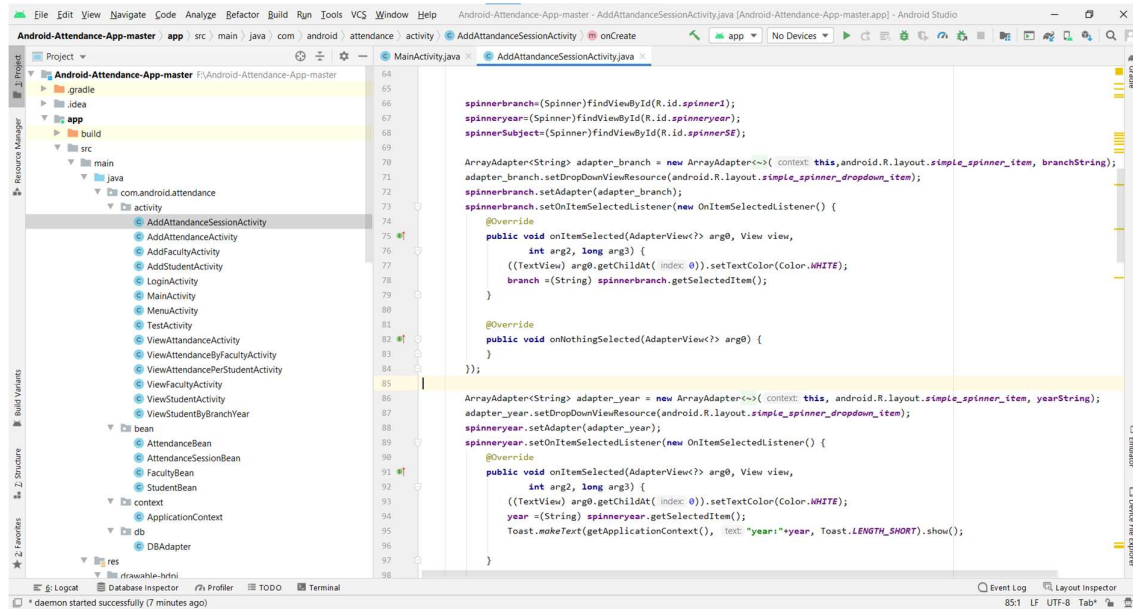 File Edit View Navigate Code Analyze Refactor Build Run Tools VCS Window Help Android-Attendance-App-master - AddAttandanceSessionActivity.java [Android-Attendance-App-master.app] - Android Studio
Android-Attendance-App-master app src main java com android attendance activity AddAttandanceSessionActivity onCreate app No Devices
Project MainActivity.java AddAttandanceSessionActivity.java
1: Project
Resource Manager
Build Variants
7: Structure
2: Favorites
Android-Attendance-App-master F:\Android-Attendance-App-master
.gradle
.idea
app
build
src
main
java
com.android.attendance
activity
AddAttandanceSessionActivity
AddAttendanceActivity
AddFacultyActivity
AddStudentActivity
LoginActivity
MainActivity
MenuActivity
TestActivity
ViewAttandanceActivity
ViewAttendanceByFacultyActivity
ViewAttendancePerStudentActivity
ViewFacultyActivity
ViewStudentActivity
ViewStudentByBranchYear
bean
AttendanceBean
AttendanceSessionBean
FacultyBean
StudentBean
context
ApplicationContext
db
DBAdapter
res
drawable-hdpi
64
65
66 spinnerbranch=(Spinner)findViewById(R.id.spinner1);
67 spinneryear=(Spinner)findViewById(R.id.spinneryear);
68 spinnerSubject=(Spinner)findViewById(R.id.spinnerSE);
69
70 ArrayAdapter<String> adapter_branch = new ArrayAdapter<~>( context: this,android.R.layout.simple_spinner_item, branchString);
71 adapter_branch.setDropDownViewResource(android.R.layout.simple_spinner_dropdown_item);
72 spinnerbranch.setAdapter(adapter_branch);
73 spinnerbranch.setOnItemSelectedListener(new OnItemSelectedListener() {
74 @Override
75 public void onItemSelected(AdapterView<?> arg0, View view,
76 int arg2, long arg3) {
77 ((TextView) arg0.getChildAt( index: 0)).setTextColor(Color.WHITE);
78 branch =(String) spinnerbranch.getSelectedItem();
79 }
80
81 @Override
82 public void onNothingSelected(AdapterView<?> arg0) {
83 }
84 });
85
86 ArrayAdapter<String> adapter_year = new ArrayAdapter<~>( context: this, android.R.layout.simple_spinner_item, yearString);
87 adapter_year.setDropDownViewResource(android.R.layout.simple_spinner_dropdown_item);
88 spinneryear.setAdapter(adapter_year);
89 spinneryear.setOnItemSelectedListener(new OnItemSelectedListener() {
90 @Override
91 public void onItemSelected(AdapterView<?> arg0, View view,
92 int arg2, long arg3) {
93 ((TextView) arg0.getChildAt( index: 0)).setTextColor(Color.WHITE);
94 year =(String) spinneryear.getSelectedItem();
95 Toast.makeText(getApplicationContext(), text: "year:"+year, Toast.LENGTH_SHORT).show();
96
97 }
98
Gradle
Emulator
Device File Explorer
6: Logcat Database Inspector Profiler TODO Terminal Event Log Layout Inspector
* daemon started successfully (7 minutes ago) 85:1 LF UTF-8 Tab*